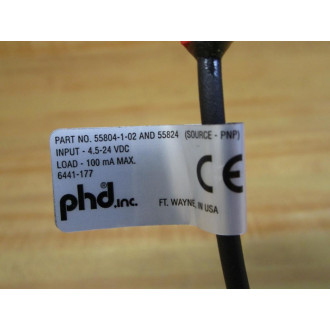 PART NO. 55804-1-02 AND 55824 (SOURCE - PNP)
INPUT - 4.5-24 VDC
LOAD - 100 mA MAX.
6441-177
CE
phd, inc.
FT. WAYNE, IN USA